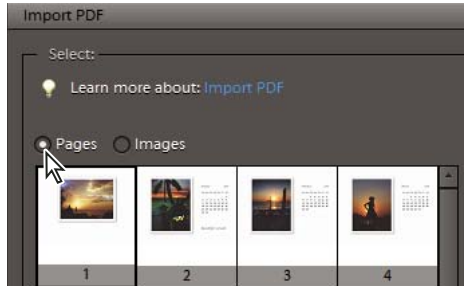 Import PDF
Select:
Learn more about: Import PDF
Pages Images
1 2 3 4